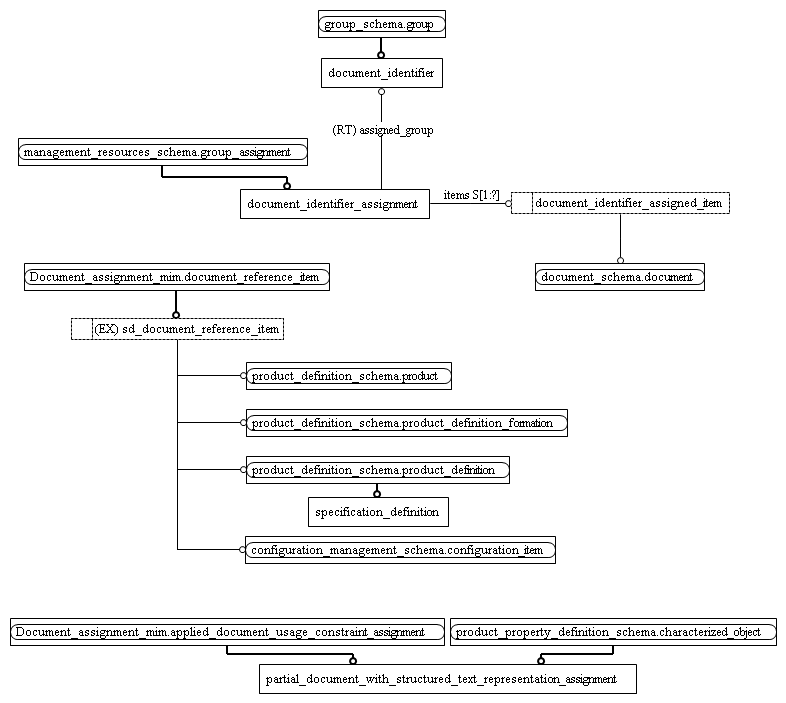 group_schema.group
document_identifier
(RT) assigned_group
management_resources_schema.group_assignment
document_identifier_assignment
items S[1:?]
document_identifier_assigned_item
document_schema.document
Document_assignment_mim.document_reference_item
(EX) sd_document_reference_item
product_definition_schema.product
product_definition_schema.product_definition_formation
product_definition_schema.product_definition
specification_definition
configuration_management_schema.configuration_item
Document_assignment_mim.applied_document_usage_constraint_assignment
product_property_definition_schema.characterized_object
partial_document_with_structured_text_representation_assignment